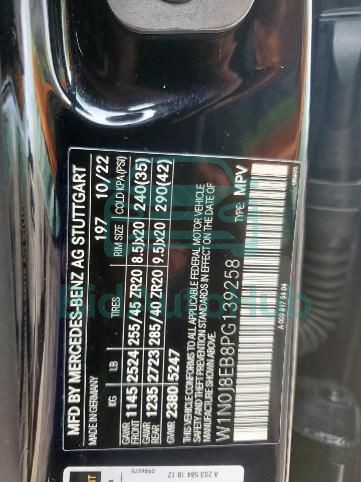 MFD BY MERCEDES-BENZ AG STUTTGART
197 10/22
TIRES RIM SIZE COLD KPA(PSI)
KG LB
GAWR FRONT 1145 2524 255/45 ZR20 8.5Jx20 240(35)
GAWR REAR 1235 2723 285/40 ZR20 9.5Jx20 290(42)
GVWR 2380 5247
THIS VEHICLE CONFORMS TO ALL APPLICABLE FEDERAL MOTOR VEHICLE
SAFETY AND THEFT PREVENTION STANDARDS IN EFFECT ON THE DATE OF
MANUFACTURE SHOWN ABOVE.
W1N0J8EB8PG139258 TYPE: MPV
A 253 584 18 12
BidAutoHub